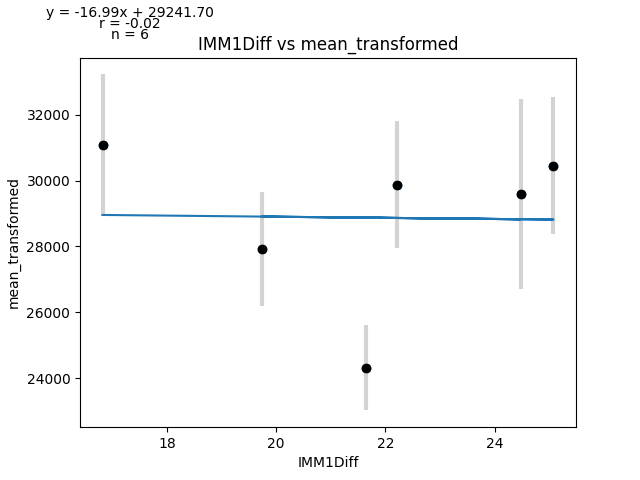 y = -16.99x + 29241.70
r = -0.02
n = 6
IMM1Diff vs mean_transformed
32000
30000
28000
26000
24000
mean_transformed
18
20
22
24
IMM1Diff